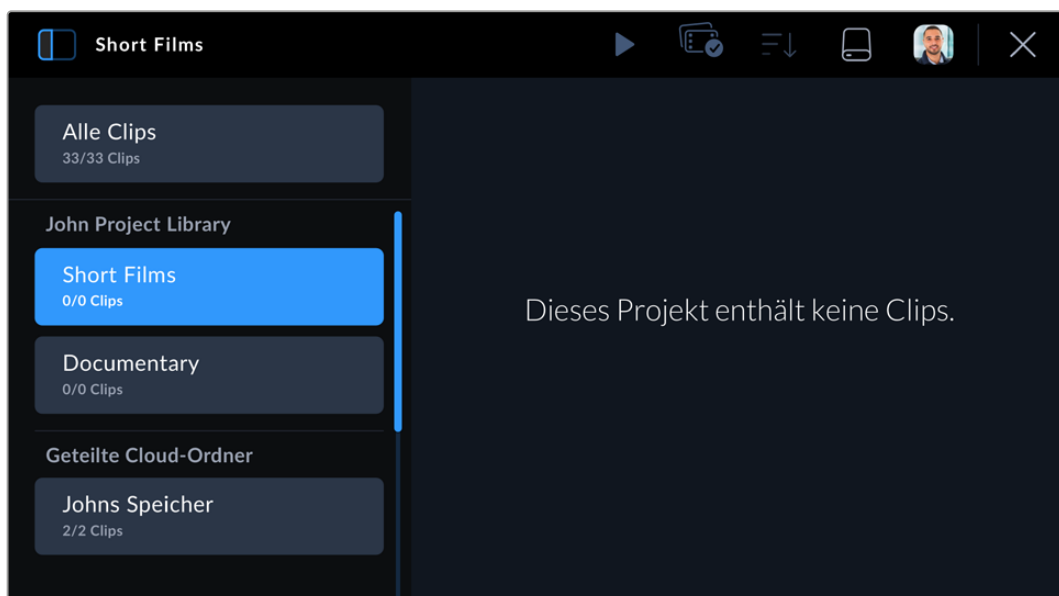 Short Films
Alle Clips
33/33 Clips
John Project Library
Short Films
0/0 Clips
Documentary
0/0 Clips
Geteilte Cloud-Ordner
Johns Speicher
2/2 Clips
Dieses Projekt enthält keine Clips.